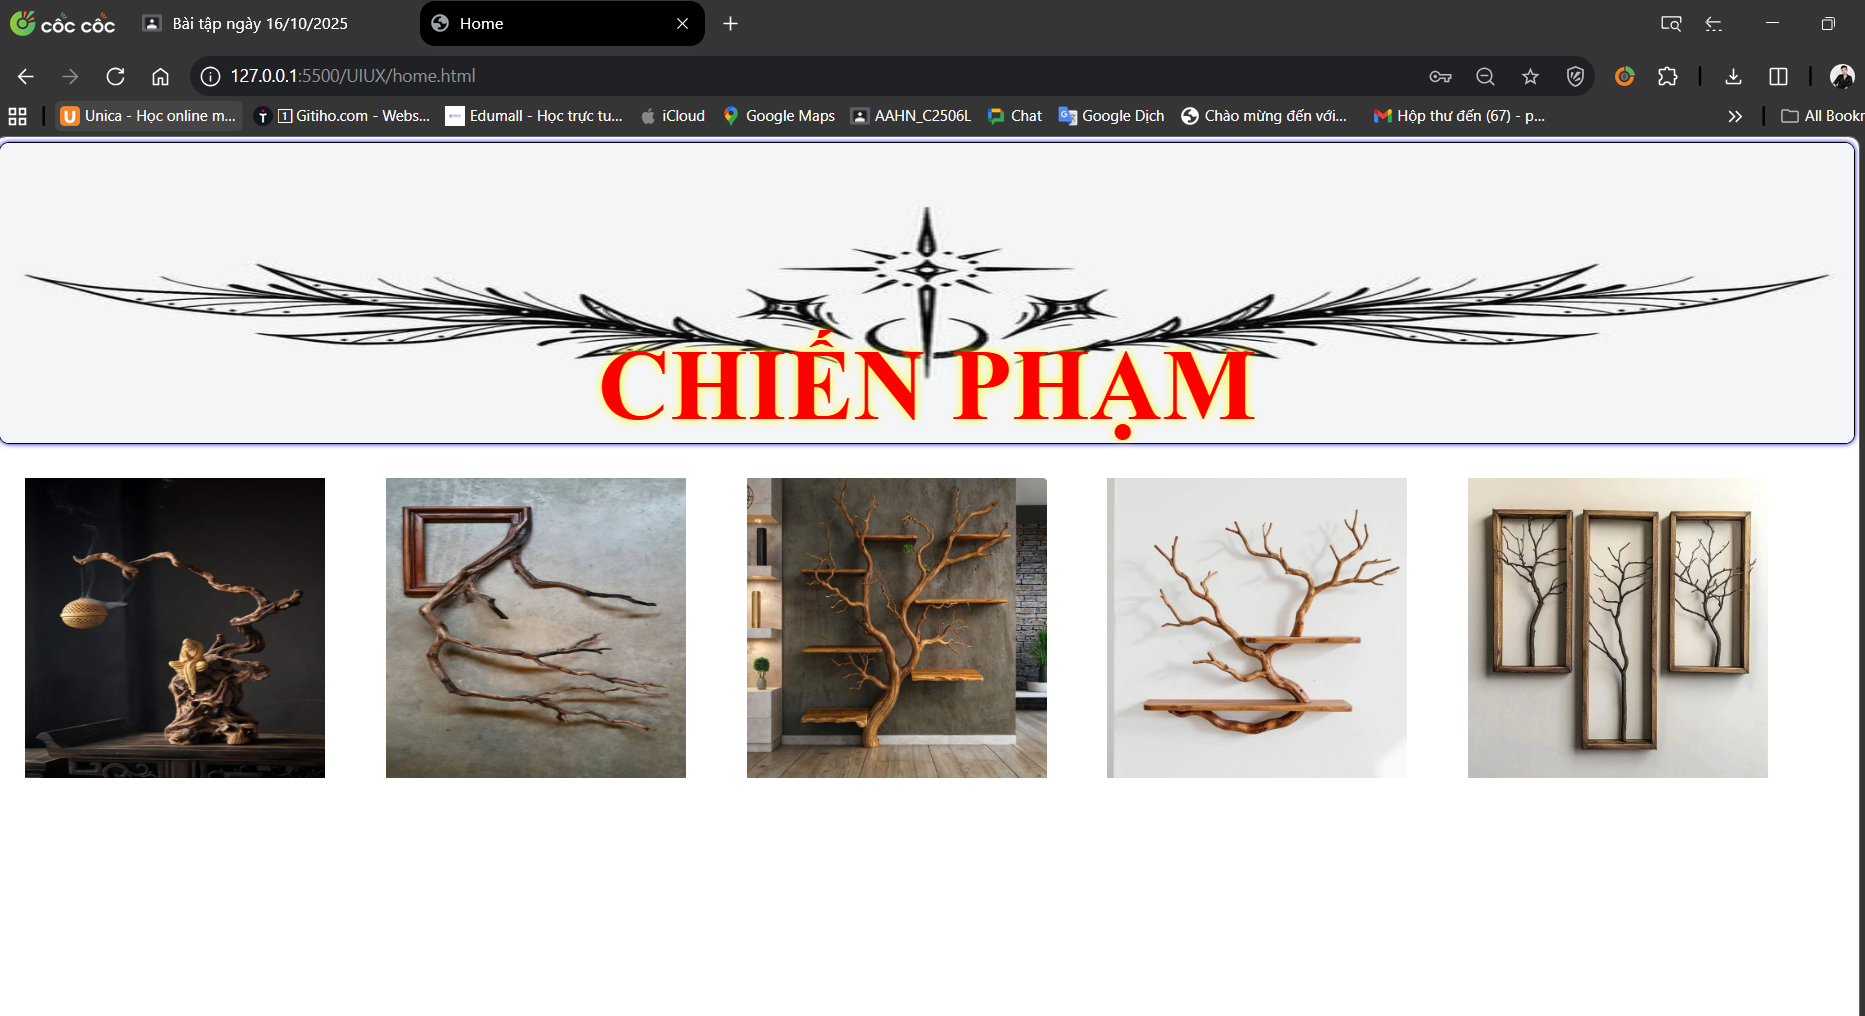 cốc cốc
Bài tập ngày 16/10/2025
Home
127.0.0.1:5500/UIUX/home.html
Unica - Học online m...
Gitiho.com - Webs...
Edumall - Học trực tu...
iCloud
Google Maps
AAHN_C2506L
Chat
Google Dịch
Chào mừng đến với...
Hộp thư đến (67) - p...
All Bookr
CHIẾN PHẠM